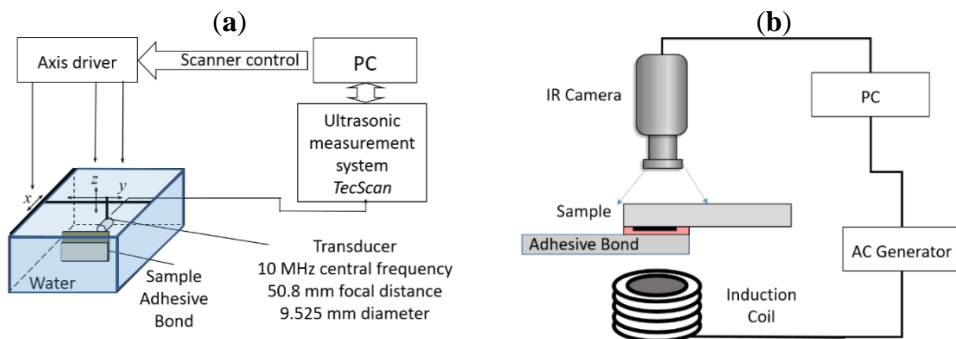 (a)
Axis driver
Scanner control
PC
Ultrasonic
measurement
system
TecScan
x
z
y
Water
Sample
Adhesive
Bond
Transducer
10 MHz central frequency
50.8 mm focal distance
9.525 mm diameter
(b)
IR Camera
PC
Sample
Adhesive Bond
AC Generator
Induction
Coil